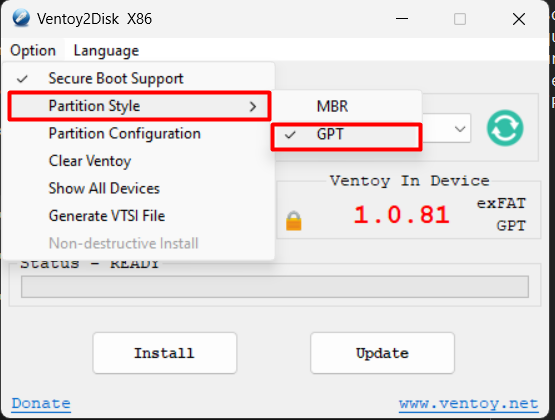 Ventoy2Disk X86
Option Language
Secure Boot Support
Partition Style
MBR
Partition Configuration
GPT
Clear Ventoy
Show All Devices
Ventoy In Device
Generate VTSI File
1.0.81
exFAT
GPT
Non-destructive Install
Status - READY
Install
Update
Donate
www.ventoy.net